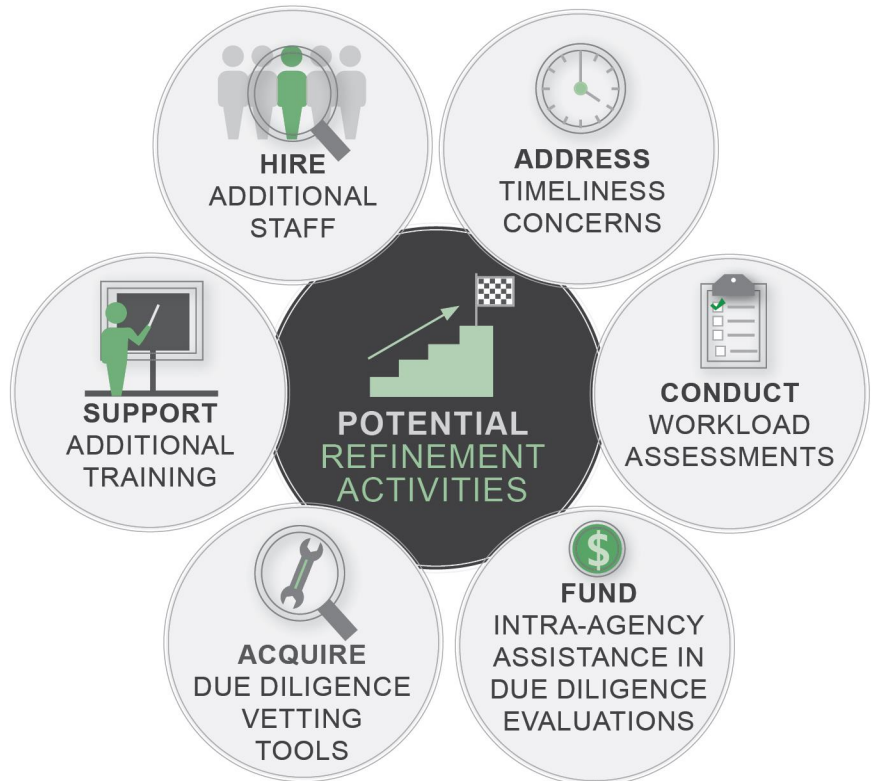 HIRE
ADDITIONAL
STAFF
ADDRESS
TIMELINESS
CONCERNS
SUPPORT
ADDITIONAL
TRAINING
POTENTIAL
REFINEMENT
ACTIVITIES
CONDUCT
WORKLOAD
ASSESSMENTS
ACQUIRE
DUE DILIGENCE
VETTING
TOOLS
$
FUND
INTRA-AGENCY
ASSISTANCE IN
DUE DILIGENCE
EVALUATIONS